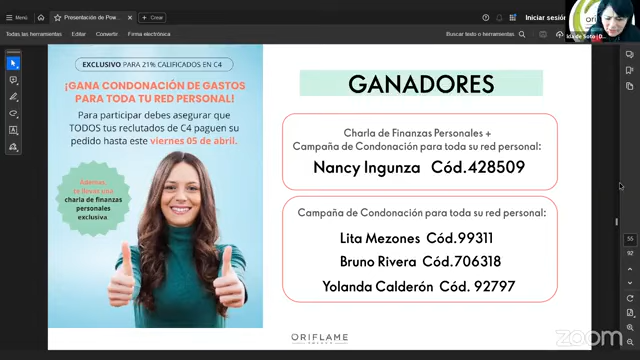 Menú
Presentación de Pow...
Crear
Iniciar sesión
Todas las herramientas
Editar
Convertir
Firma electrónica
Buscar texto o herramientas
EXCLUSIVO PARA 21% CALIFICADOS EN C4
¡GANA CONDONACIÓN DE GASTOS
PARA TODA TU RED PERSONAL!
Para participar debes asegurar que
TODOS tus reclutados de C4 paguen su
pedido hasta este viernes 05 de abril.
Además,
se llevas una
charla de finanzas
personales
exclusiva.
GANADORES
Charla de Finanzas Personales +
Campaña de Condonación para toda su red personal:
Nancy Ingunza Cód.428509
Campaña de Condonación para toda su red personal:
Lita Mezones Cód.99311
Bruno Rivera Cód.706318
Yolanda Calderón Cód. 92797
ORIFLAME
SWEDEN
55
92
zoom